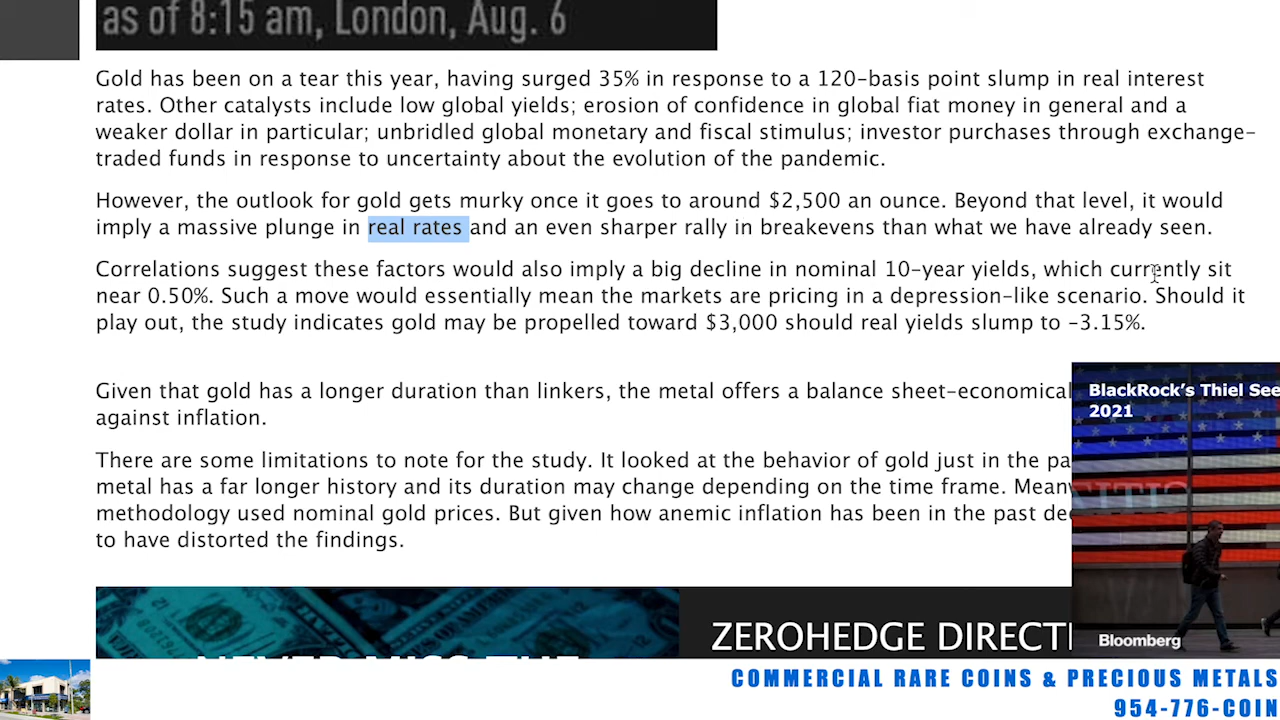 as of 8:15 am, London, Aug. 6
Gold has been on a tear this year, having surged 35% in response to a 120-basis point slump in real interest
rates. Other catalysts include low global yields; erosion of confidence in global fiat money in general and a
weaker dollar in particular; unbridled global monetary and fiscal stimulus; investor purchases through exchange-
traded funds in response to uncertainty about the evolution of the pandemic.
However, the outlook for gold gets murky once it goes to around $2,500 an ounce. Beyond that level, it would
imply a massive plunge in real rates and an even sharper rally in breakevens than what we have already seen.
Correlations suggest these factors would also imply a big decline in nominal 10-year yields, which currently sit
near 0.50%. Such a move would essentially mean the markets are pricing in a depression-like scenario. Should it
play out, the study indicates gold may be propelled toward $3,000 should real yields slump to -3.15%.
Given that gold has a longer duration than linkers, the metal offers a balance sheet-economical
against inflation.
There are some limitations to note for the study. It looked at the behavior of gold just in the pa
metal has a far longer history and its duration may change depending on the time frame. Mean
methodology used nominal gold prices. But given how anemic inflation has been in the past de
to have distorted the findings.
BlackRock's Thiel See
2021
Bloomberg
NEVER MISS THE
ZEROHEDGE DIRECT
COMMERCIAL RARE COINS & PRECIOUS METALS
954-776-COIN